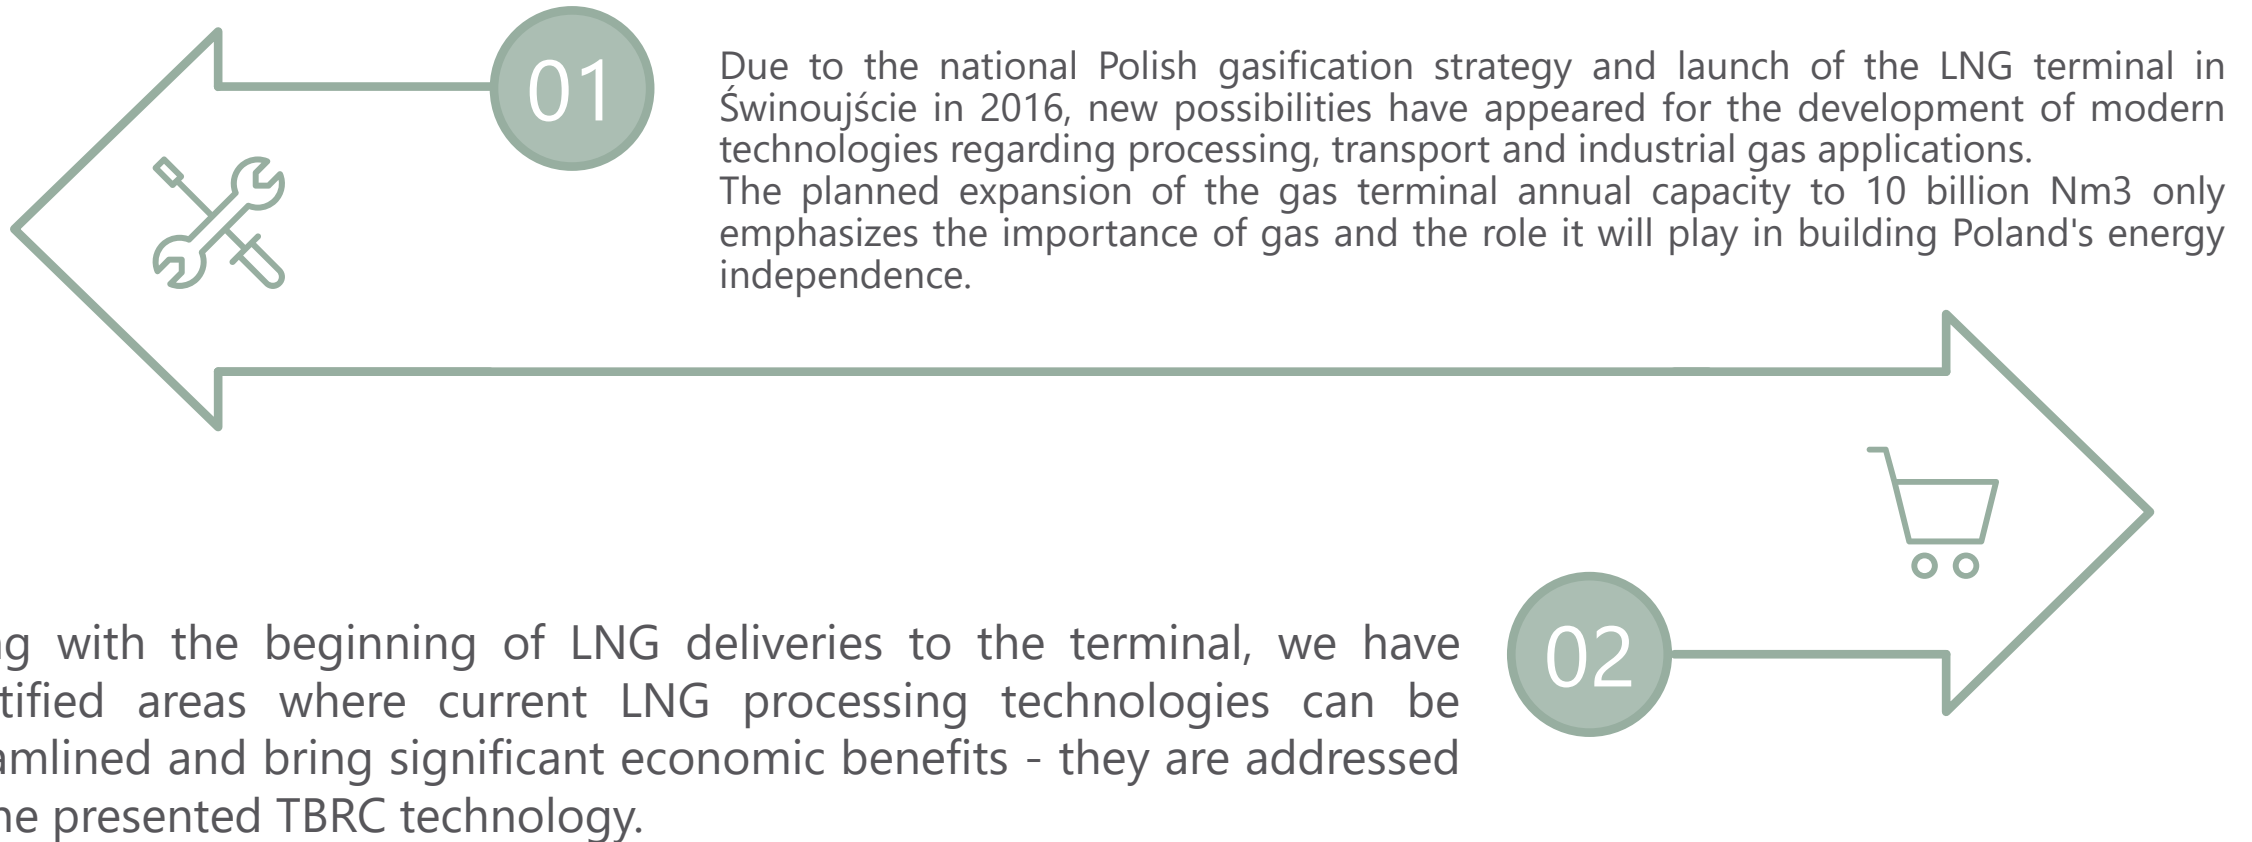 01
Due to the national Polish gasification strategy and launch of the LNG terminal in
Świnoujście in 2016, new possibilities have appeared for the development of modern
technologies regarding processing, transport and industrial gas applications.
The planned expansion of the gas terminal annual capacity to 10 billion Nm3 only
emphasizes the importance of gas and the role it will play in building Poland's energy
independence.
02
with the beginning of LNG deliveries to the terminal, we have
areas where current LNG processing technologies can be
and bring significant economic benefits - they are addressed
presented TBRC technology.